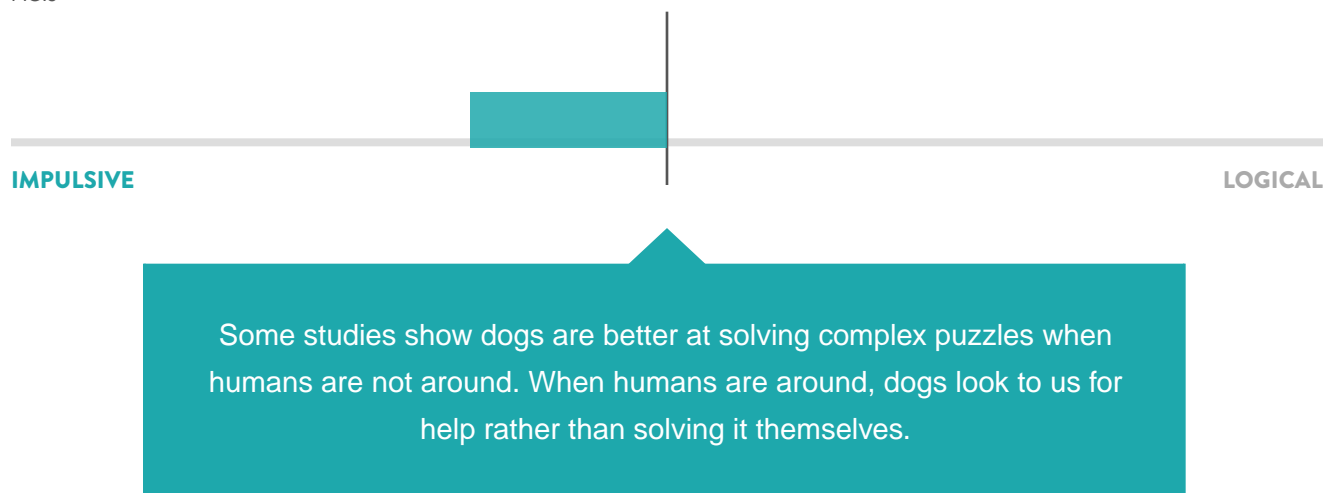 IMPULSIVE
LOGICAL
Some studies show dogs are better at solving complex puzzles when
humans are not around. When humans are around, dogs look to us for
help rather than solving it themselves.